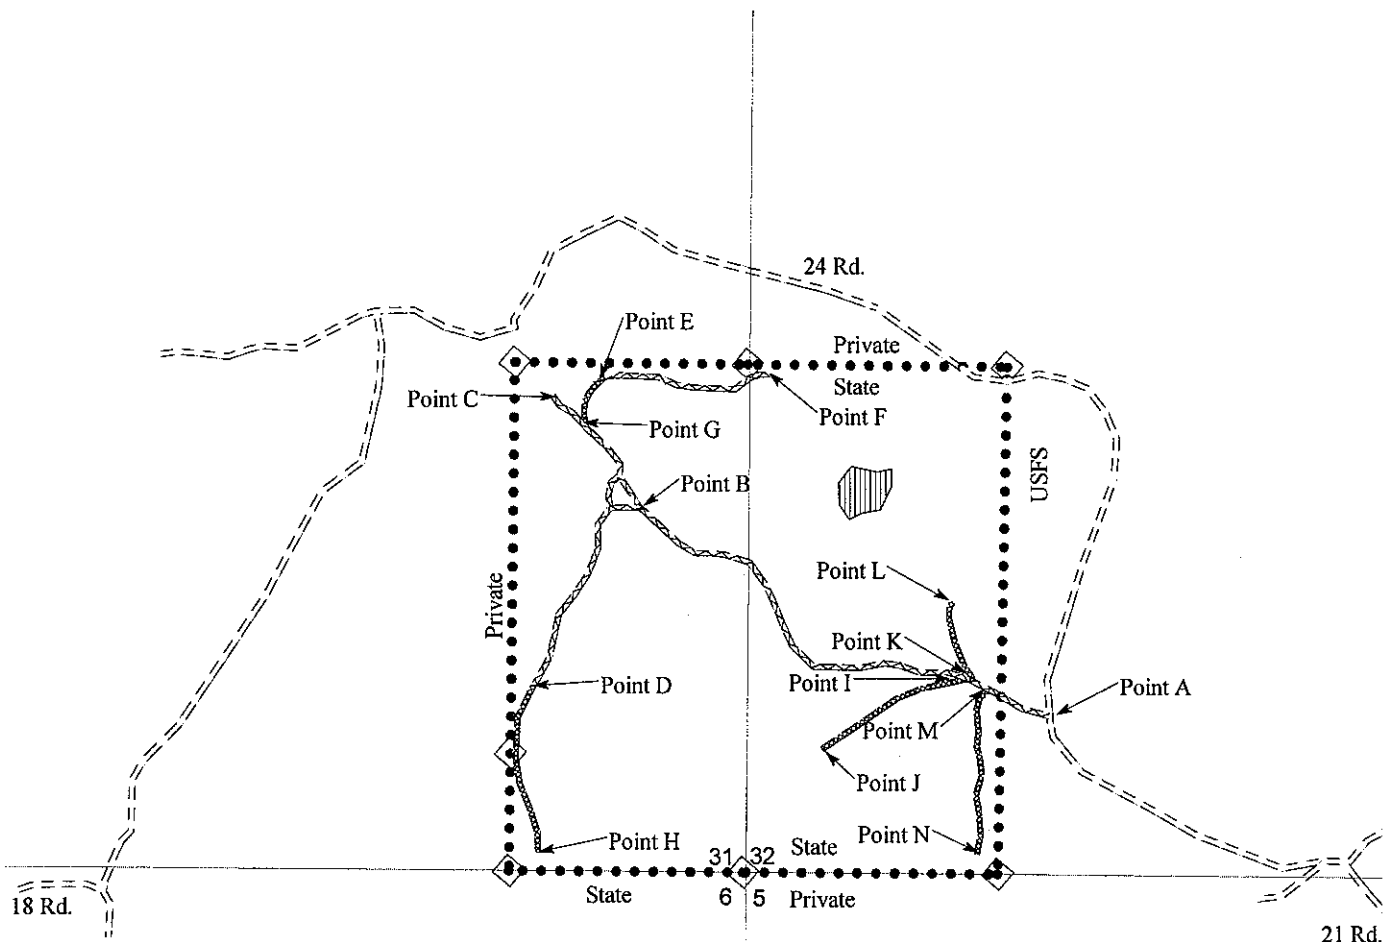 24 Rd.
Point E
Private
State
Point C
Point F
Point G
Point B
USFS
Point L
Private
Point K
Point I
Point D
Point A
Point M
Point J
Point H
Point N
31 32
State
State
6 5
Private
18 Rd.
21 Rd.